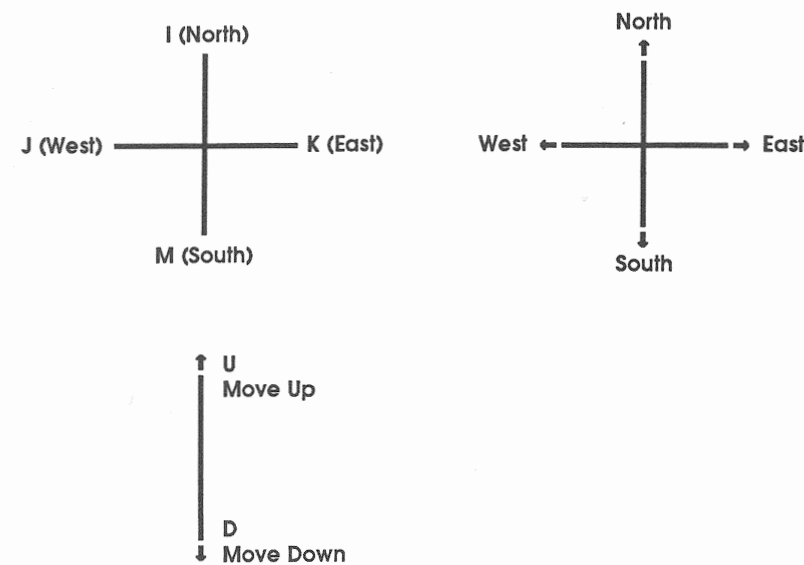 I (North)
J (West)
K (East)
M (South)
North
West
East
South
U
Move Up
D
Move Down